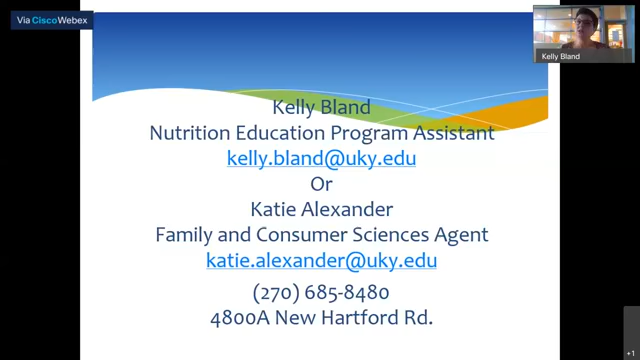 Via Cisco Webex
Kelly Bland
Kelly Bland
Nutrition Education Program Assistant
kelly.bland@uky.edu
Or
Katie Alexander
Family and Consumer Sciences Agent
katie.alexander@uky.edu
(270) 685-8480
4800A New Hartford Rd.
+1